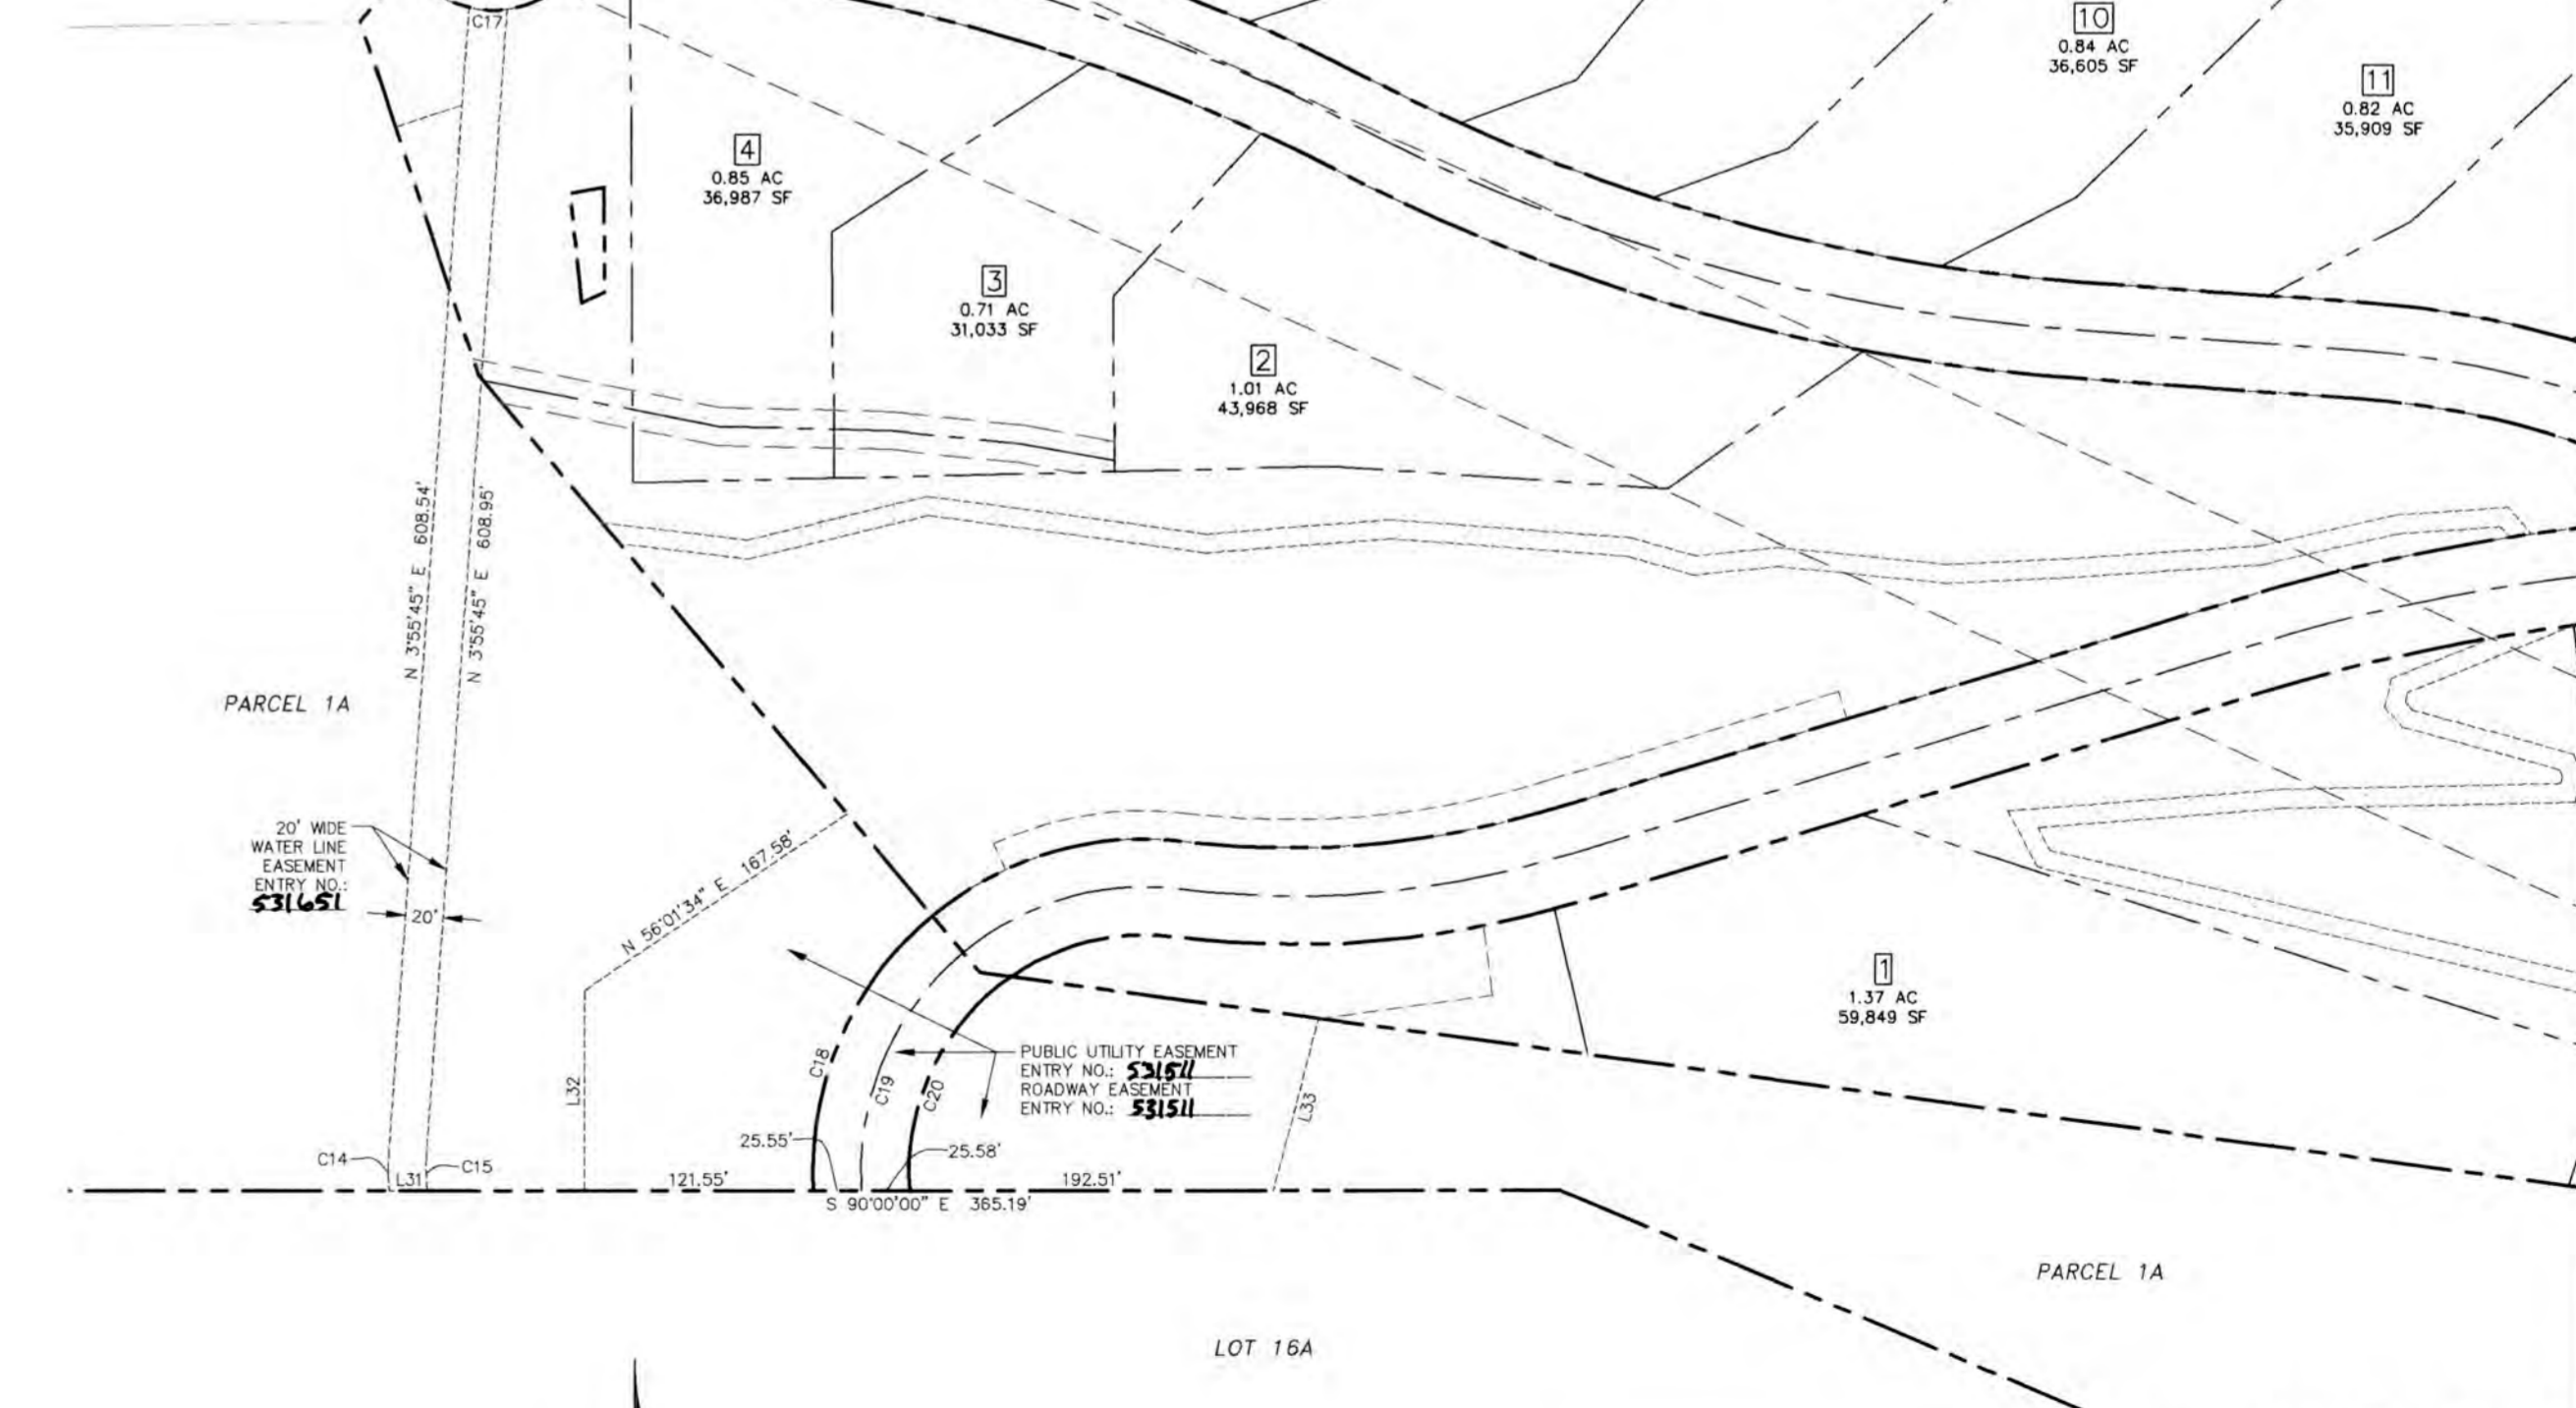 C17
10
0.84 AC
36,605 SF
11
0.82 AC
35,909 SF
4
0.85 AC
36,987 SF
3
0.71 AC
31,033 SF
2
1.01 AC
43,968 SF
N 3°55'45" E 608.54'
N 3°55'45" E 608.95'
PARCEL 1A
20' WIDE
WATER LINE
EASEMENT
ENTRY NO.:
531651
20'
N 56°01'34" E 167.58'
1
1.37 AC
59,849 SF
PUBLIC UTILITY EASEMENT
ENTRY NO.: 531511
ROADWAY EASEMENT
ENTRY NO.: 531511
C18
C19
C20
L32
L33
25.55'
25.58'
C14
L31
C15
121.55'
192.51'
S 90°00'00" E 365.19'
PARCEL 1A
LOT 16A